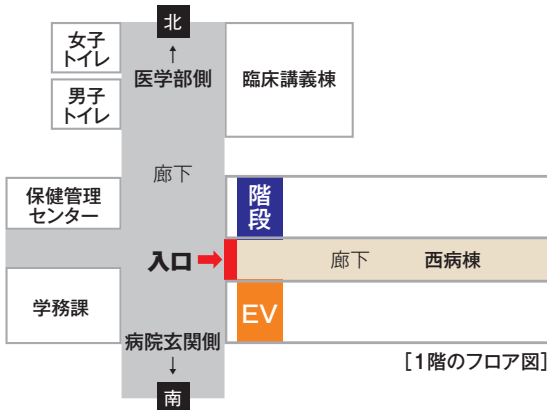 北
↑
医学部側
女子
トイレ
男子
トイレ
臨床講義棟
廊下
保健管理
センター
階
段
入口
廊下
西病棟
学務課
EV
病院玄関側
↓
南
[1階のフロア図]